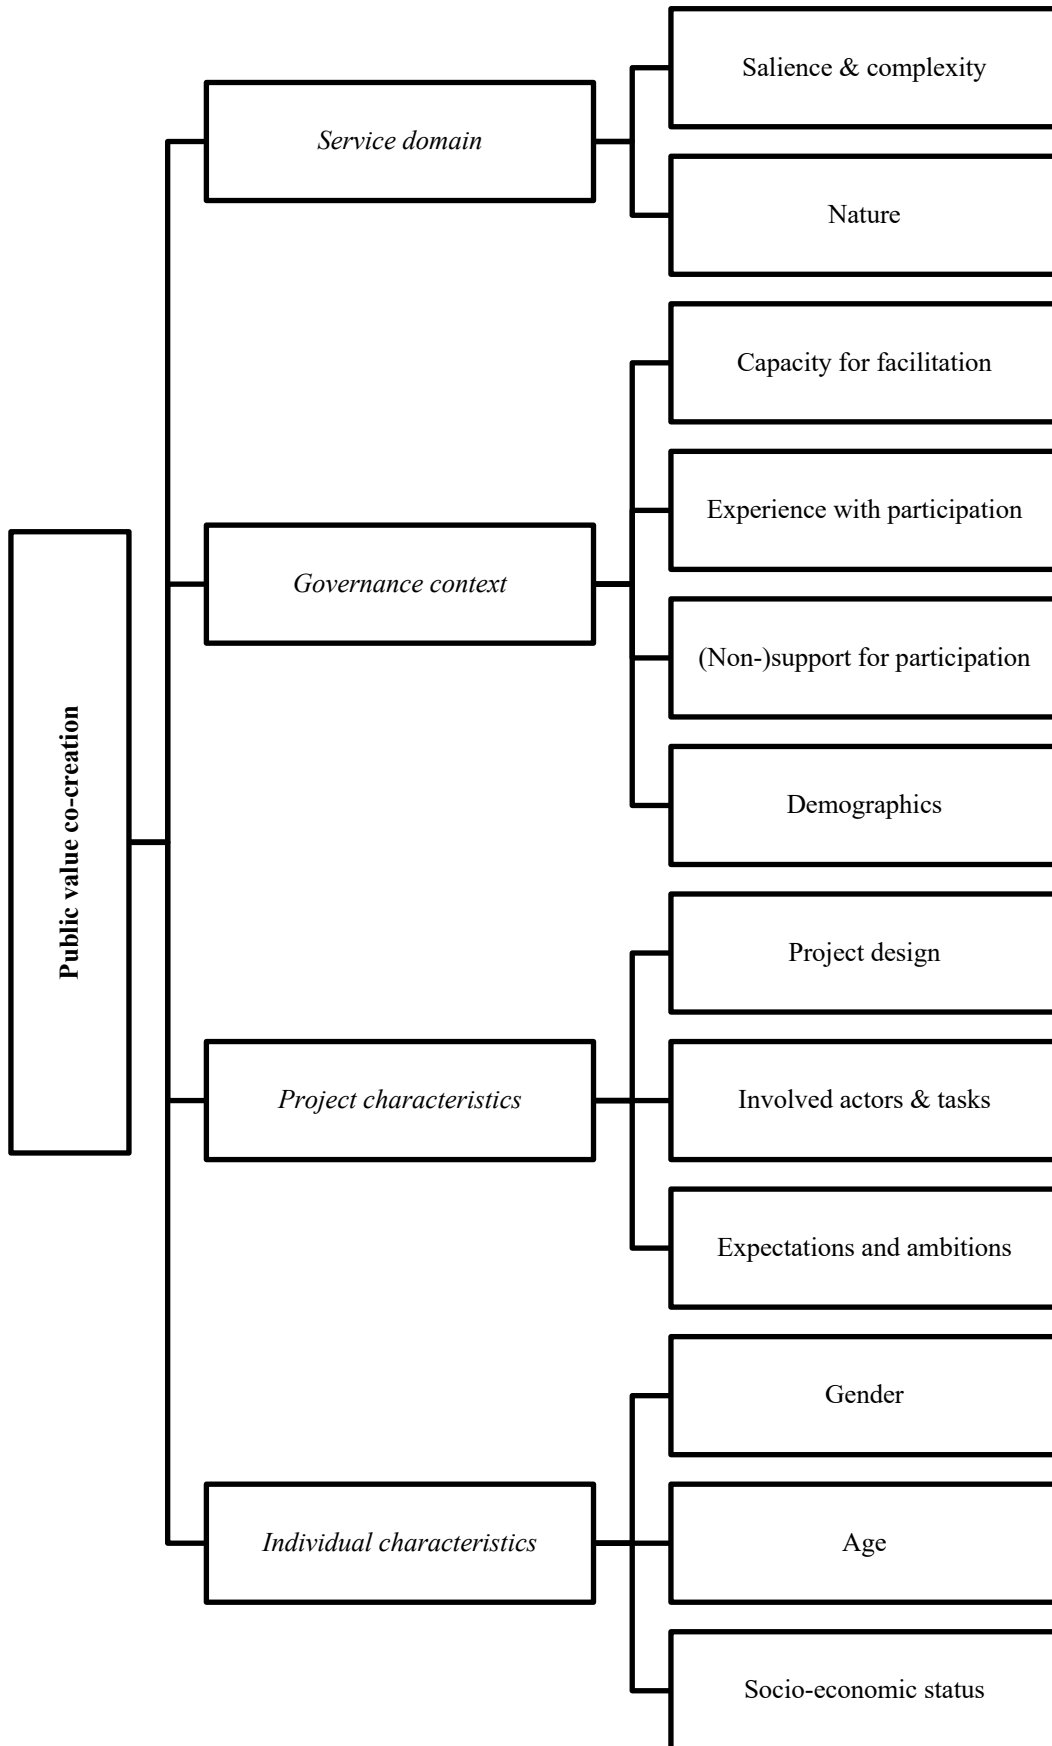 Public value co-creation
Service domain
Salience & complexity
Nature
Governance context
Capacity for facilitation
Experience with participation
(Non-)support for participation
Demographics
Project characteristics
Project design
Involved actors & tasks
Expectations and ambitions
Individual characteristics
Gender
Age
Socio-economic status